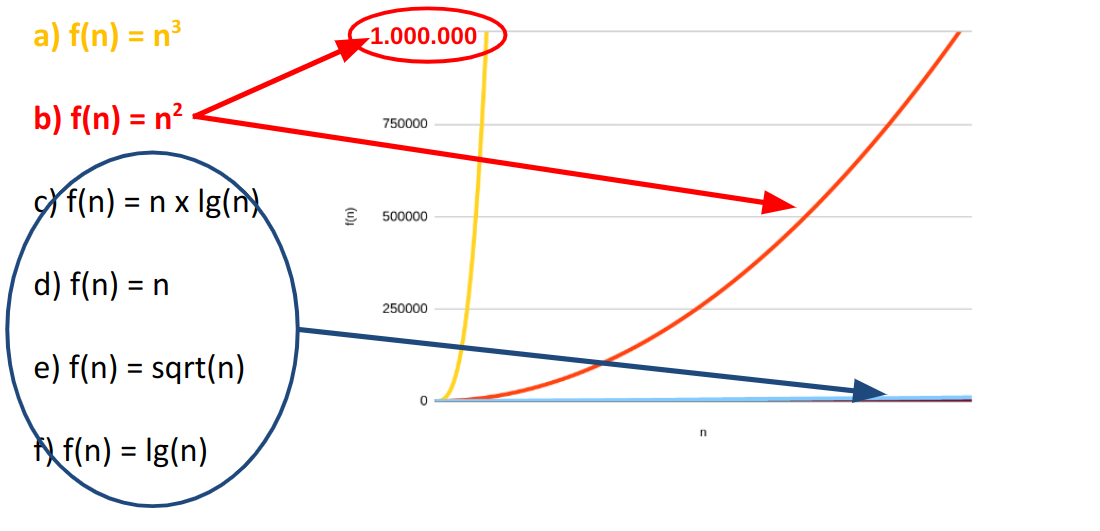 a) f(n) = n³
b) f(n) = n²
c) f(n) = n x lg(n)
d) f(n) = n
e) f(n) = sqrt(n)
f) f(n) = lg(n)
1.000.000
750000
500000
250000
0
f(n)
n